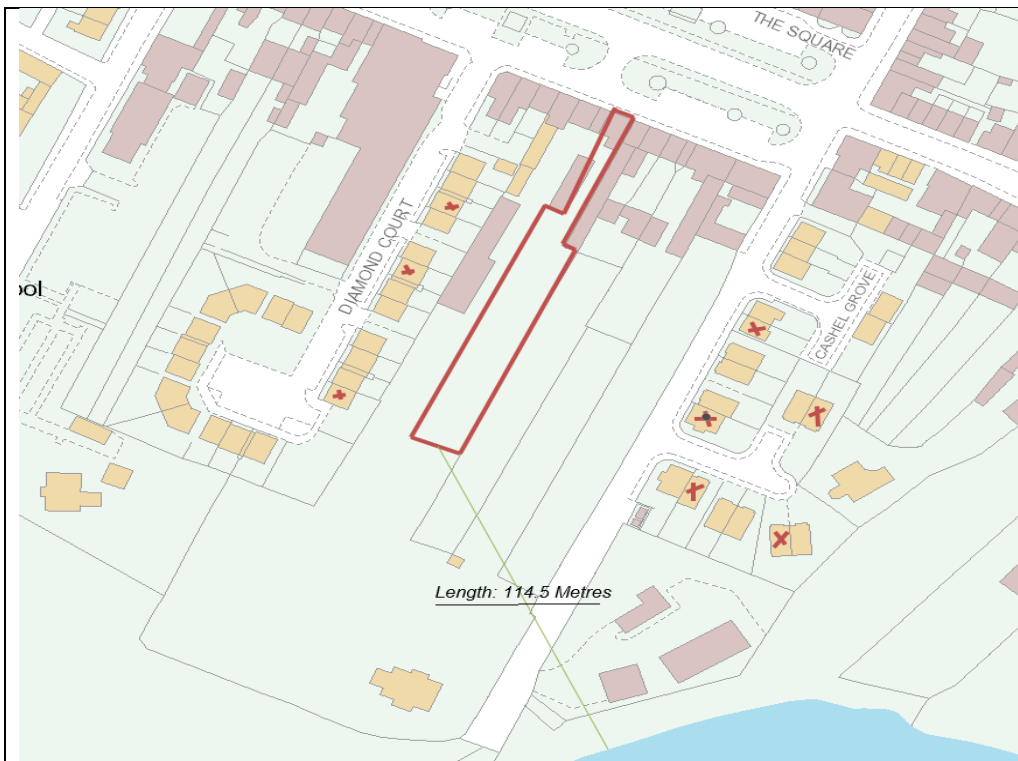 THE SQUARE
DIAMOND COURT
ool
CASHEL GROVE
Length: 114.5 Metres